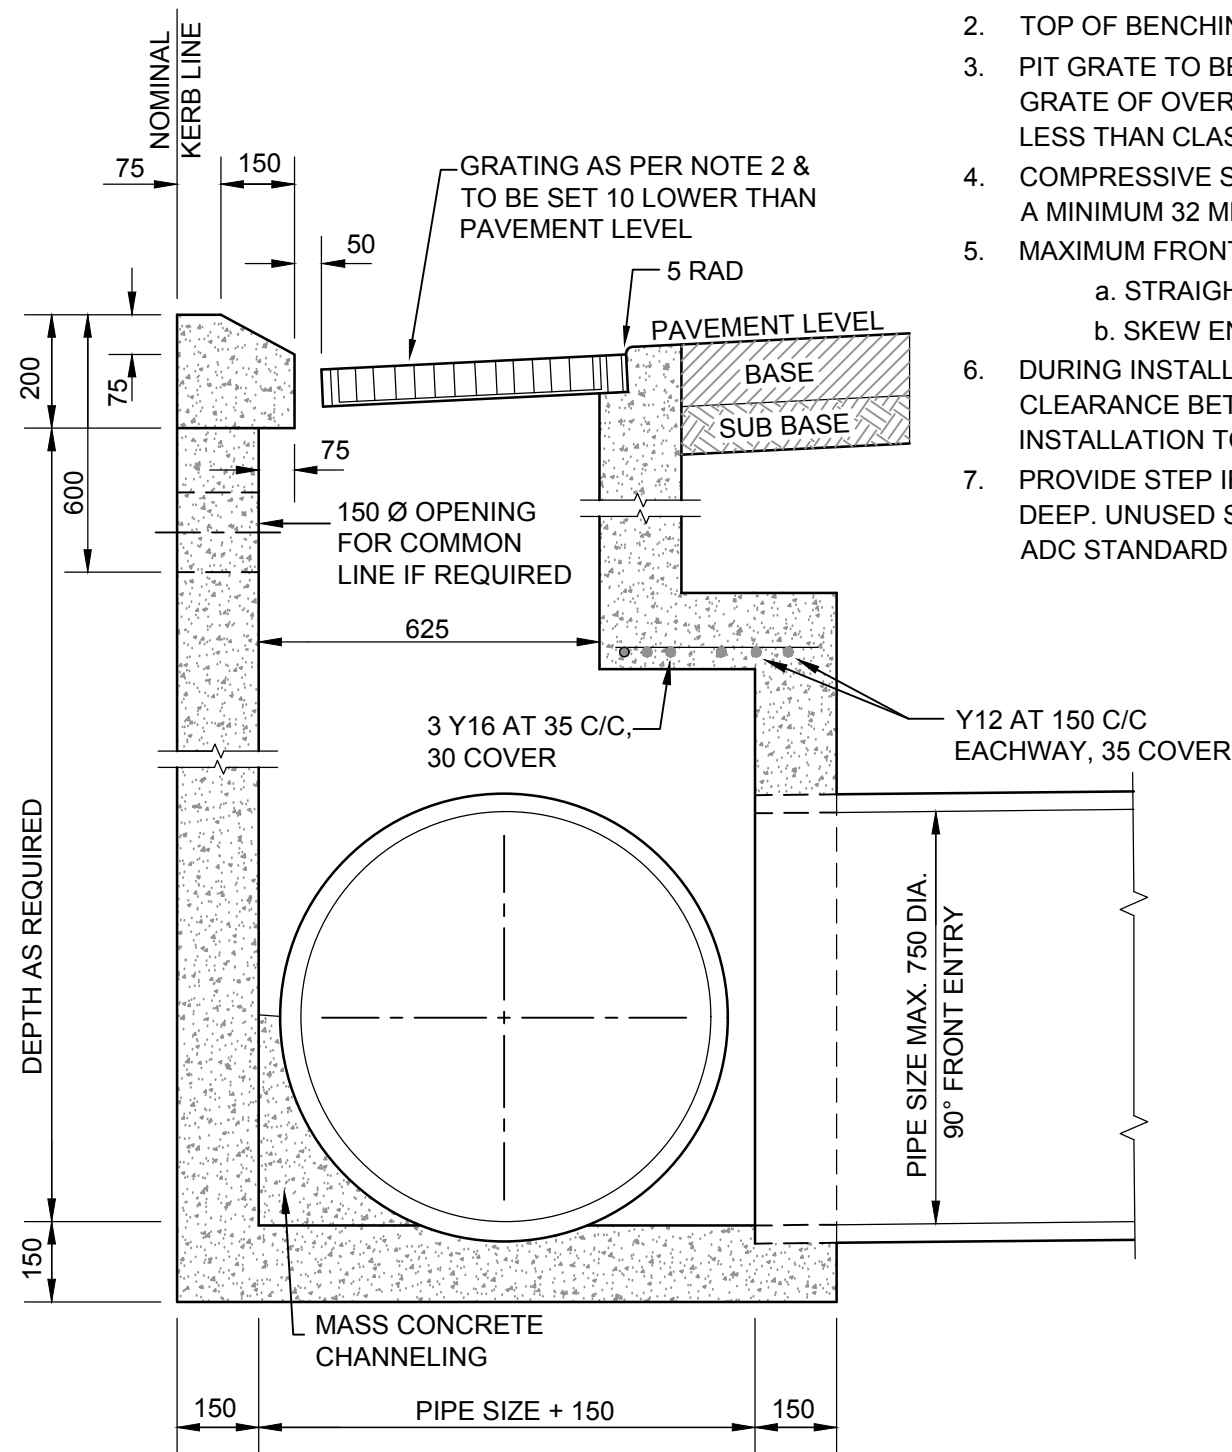 NOMINAL
KERB LINE
75
150
GRATING AS PER NOTE 2 &
TO BE SET 10 LOWER THAN
PAVEMENT LEVEL
50
5 RAD
PAVEMENT LEVEL
BASE
SUB BASE
200
75
600
75
150 Ø OPENING
FOR COMMON
LINE IF REQUIRED
625
3 Y16 AT 35 C/C,
30 COVER
Y12 AT 150 C/C
EACHWAY, 35 COVER
DEPTH AS REQUIRED
PIPE SIZE MAX. 750 DIA.
90° FRONT ENTRY
150
MASS CONCRETE
CHANNELING
150
PIPE SIZE + 150
150
2. TOP OF BENCHIN
3. PIT GRATE TO BE
GRATE OF OVER
LESS THAN CLAS
4. COMPRESSIVE S
A MINIMUM 32 M
5. MAXIMUM FRONT
a. STRAIGH
b. SKEW EN
6. DURING INSTALL
CLEARANCE BET
INSTALLATION TO
7. PROVIDE STEP IF
DEEP. UNUSED S
ADC STANDARD